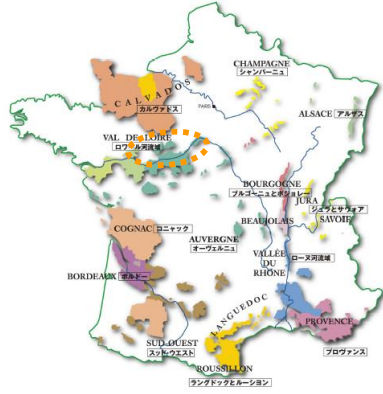 CHAMPAGNE
シャンパーニュ
CALVADOS
カルヴァドス
PARIS
ALSACE アルザス
VAL DE LOIRE
ロワール河流域
BOURGOGNE
ブルゴーニュとボジョレー
JURA
ジュラとサヴォア
SAVOIE
BEAUJOLAIS
COGNAC コニャック
AUVERGNE
オーヴェルニュ
VALLÉE
DU
RHÔNE
ローヌ河流域
BORDEAUX ボルドー
LANGUEDOC
PROVENCE
プロヴァンス
SUD-OUEST
スッド・ウエスト
ROUSSILLON
ラングドックとルーション